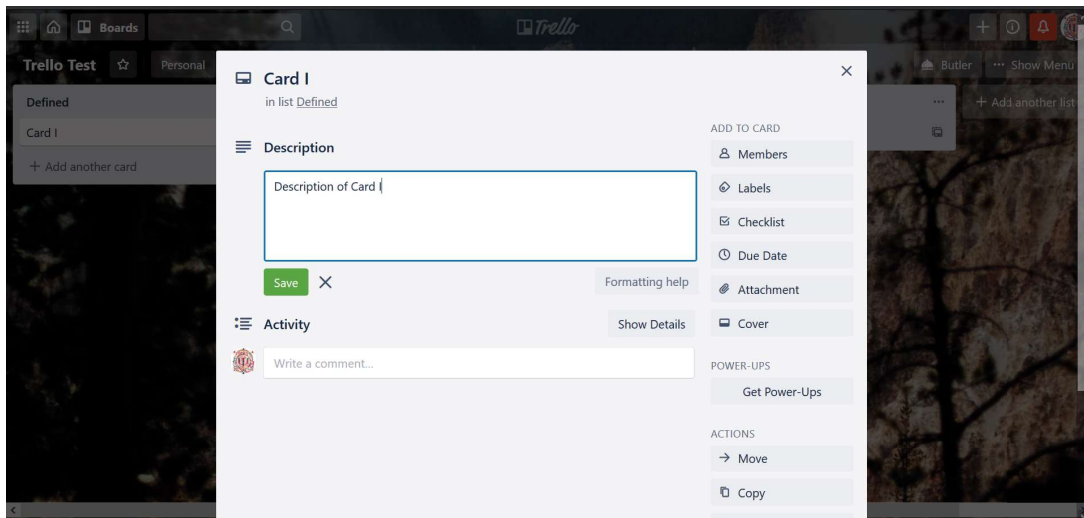 Boards
Trello
Trello Test
Personal
Butler
... Show Menu
Defined
Card I
+ Add another card
...
+ Add another list
Card I
in list Defined
Description
Description of Card I
Save
Formatting help
Activity
Show Details
Write a comment...
ADD TO CARD
Members
Labels
Checklist
Due Date
Attachment
Cover
POWER-UPS
Get Power-Ups
ACTIONS
Move
Copy